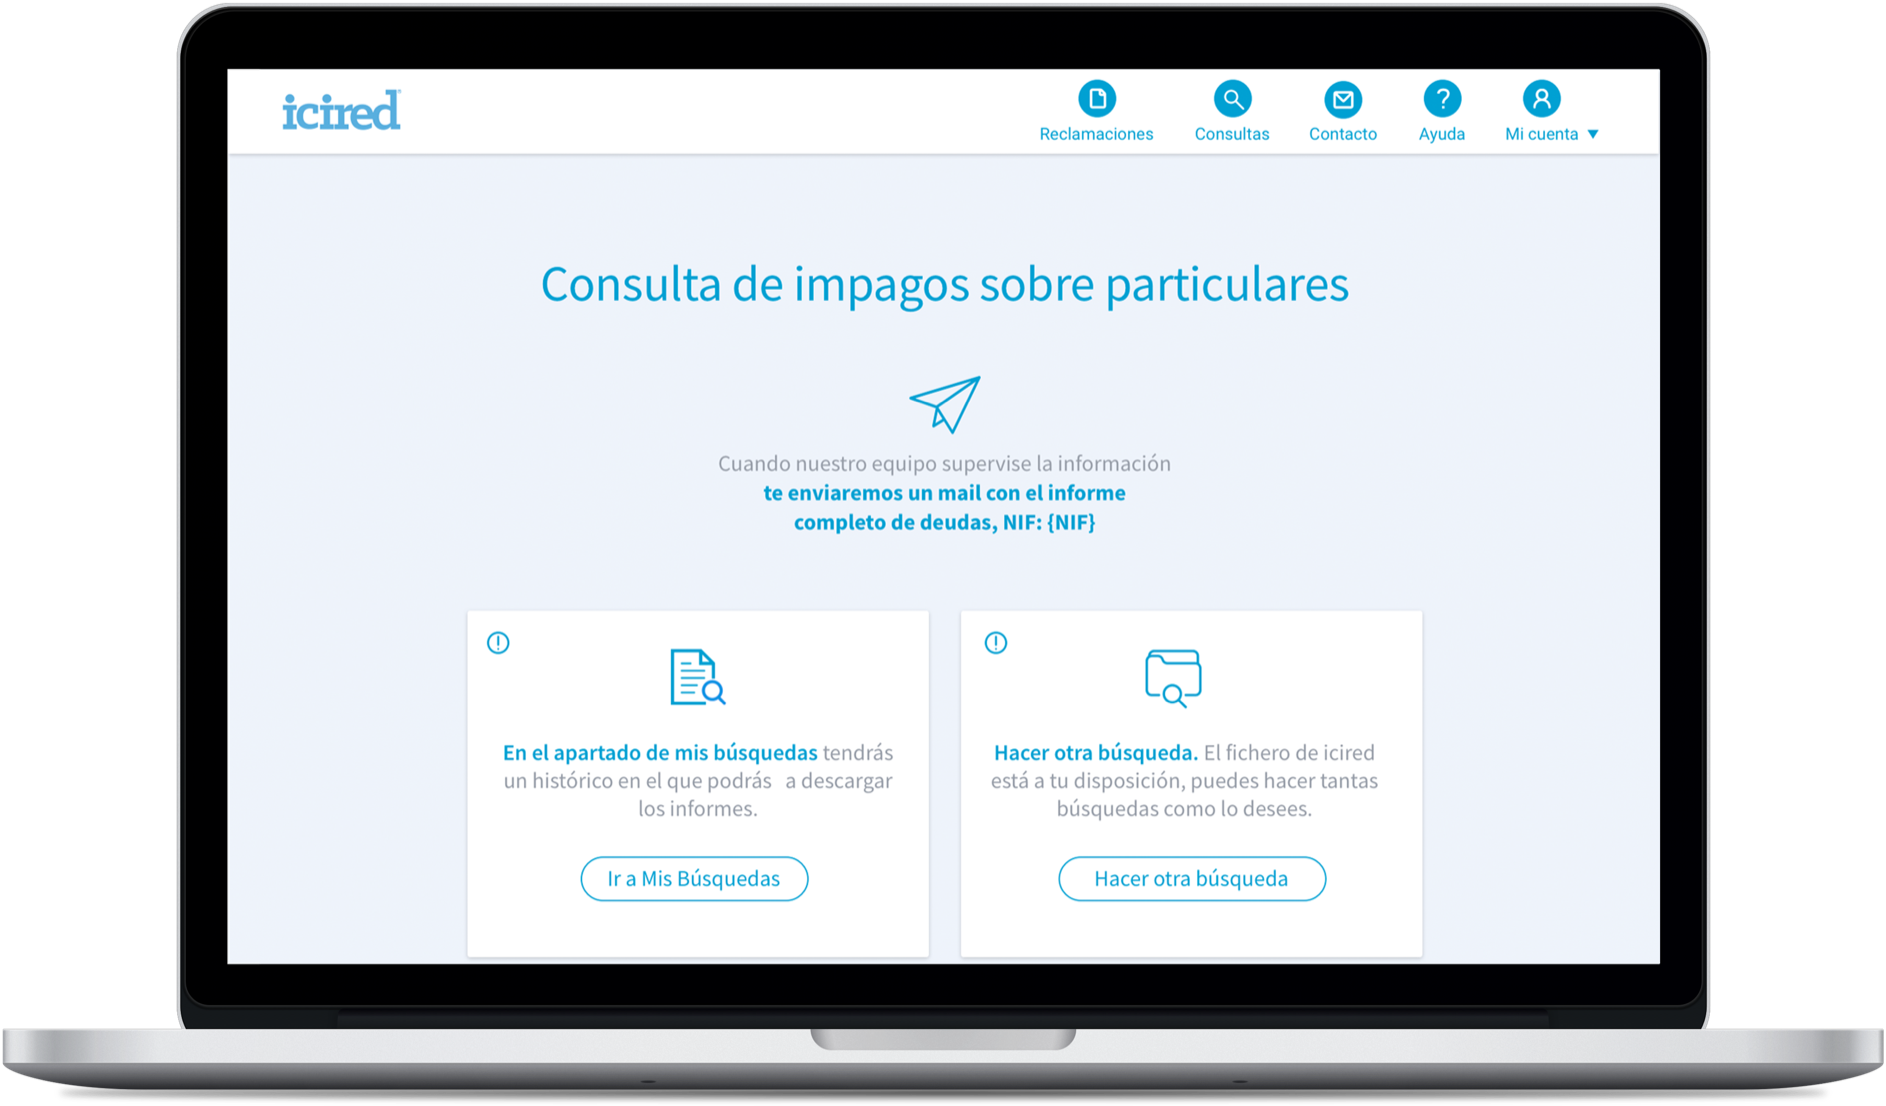 icired
Reclamaciones
Consultas
Contacto
Ayuda
Mi cuenta
Consulta de impagos sobre particulares
Cuando nuestro equipo supervise la información
te enviaremos un mail con el informe
completo de deudas, NIF: {NIF}
En el apartado de mis búsquedas tendrás
un histórico en el que podrás a descargar
los informes.
Ir a Mis Búsquedas
Hacer otra búsqueda. El fichero de icired
está a tu disposición, puedes hacer tantas
búsquedas como lo desees.
Hacer otra búsqueda